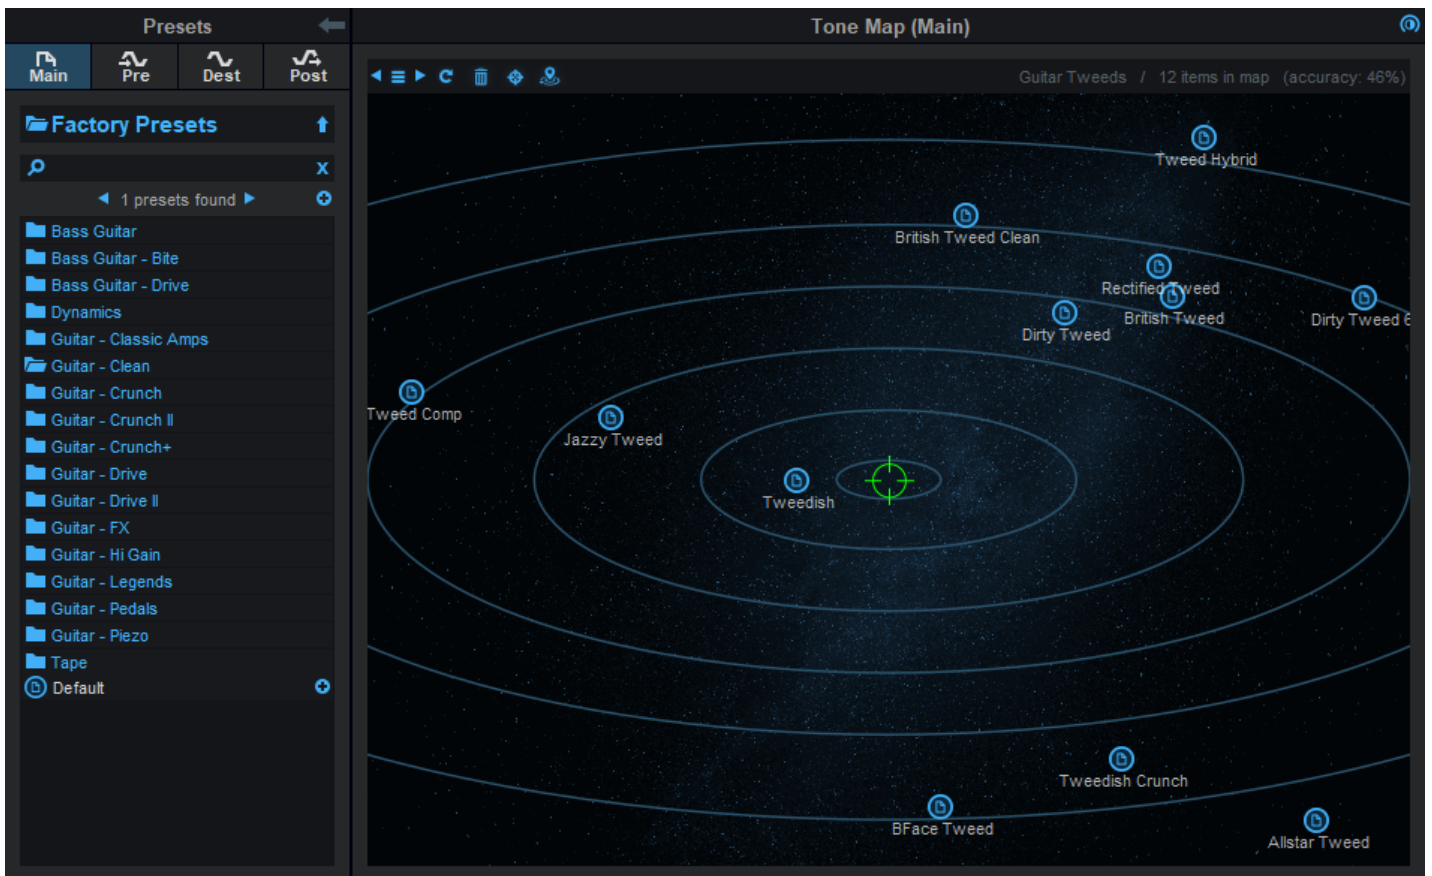 Presets
Tone Map (Main)
Main
Pre
Dest
Post
Guitar Tweeds / 12 items in map (accuracy: 46%)
Factory Presets
x
1 presets found
Bass Guitar
Bass Guitar - Bite
Bass Guitar - Drive
Dynamics
Guitar - Classic Amps
Guitar - Clean
Guitar - Crunch
Guitar - Crunch II
Guitar - Crunch+
Guitar - Drive
Guitar - Drive II
Guitar - FX
Guitar - Hi Gain
Guitar - Legends
Guitar - Pedals
Guitar - Piezo
Tape
Default
Tweed Hybrid
British Tweed Clean
Rectified Tweed
British Tweed
Dirty Tweed
Dirty Tweed 6
Tweed Comp
Jazzy Tweed
Tweedish
Tweedish Crunch
BFace Tweed
Allstar Tweed